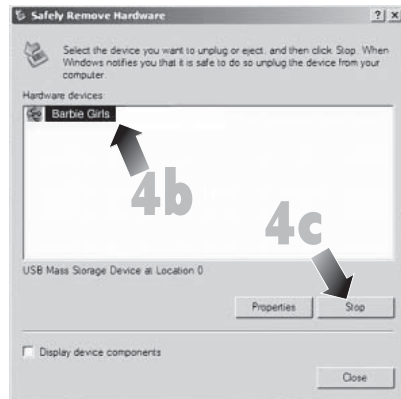 Safely Remove Hardware
Select the device you want to unplug or eject. and then click Stop. When
Windows notifies you that it is safe to do so unplug the device from your
computer.
Hardware devices:
Barbie Girls
4b
4c
USB Mass Storage Device at Location 0
Properties
Stop
Display device components
Close